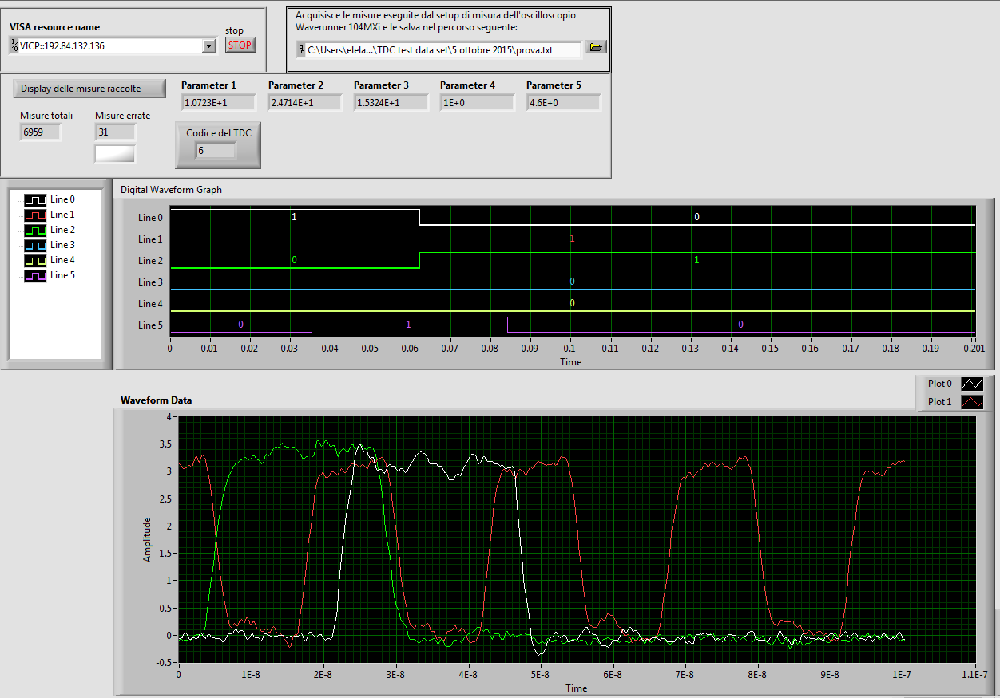 VISA resource name
VICP::192.84.132.136
stop
STOP
Acquisisce le misure eseguite dal setup di misura dell'oscilloscopio
Waverunner 104MXi e le salva nel percorso seguente:
C:\Users\elela...\TDC test data set\5 ottobre 2015\prova.txt
Display delle misure raccolte
Misure totali
6959
Misure errate
31
Parameter 1
1.0723E+1
Parameter 2
2.4714E+1
Parameter 3
1.5324E+1
Parameter 4
1E+0
Parameter 5
4.6E+0
Codice del TDC
6
Line 0
Line 1
Line 2
Line 3
Line 4
Line 5
Digital Waveform Graph
Line 0 1 0
Line 1 1
Line 2 0 1
Line 3 0
Line 4 0
Line 5 0 1 0
0 0.01 0.02 0.03 0.04 0.05 0.06 0.07 0.08 0.09 0.1 0.11 0.12 0.13 0.14 0.15 0.16 0.17 0.18 0.19 0.201
Time
Plot 0
Plot 1
Waveform Data
Amplitude
4
3.5
3
2.5
2
1.5
1
0.5
0
-0.5
0 1E-8 2E-8 3E-8 4E-8 5E-8 6E-8 7E-8 8E-8 9E-8 1E-7 1.1E-7
Time